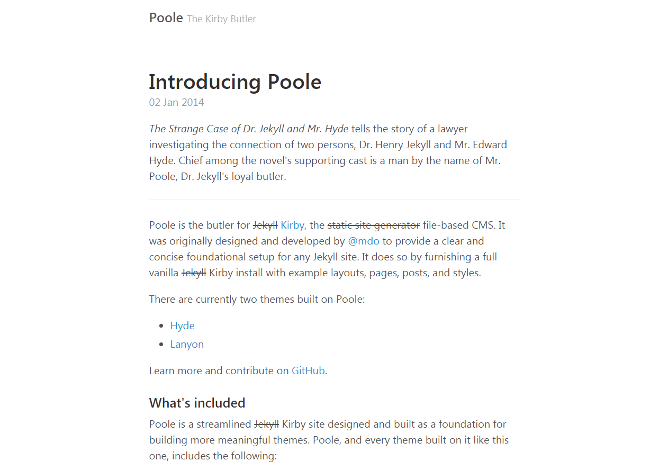 Poole The Kirby Butler
Introducing Poole
02 Jan 2014
The Strange Case of Dr. Jekyll and Mr. Hyde tells the story of a lawyer
investigating the connection of two persons, Dr. Henry Jekyll and Mr. Edward
Hyde. Chief among the novel's supporting cast is a man by the name of Mr.
Poole, Dr. Jekyll's loyal butler.
Poole is the butler for Jekyll Kirby, the static site generator file-based CMS. It
was originally designed and developed by @mdo to provide a clear and
concise foundational setup for any Jekyll site. It does so by furnishing a full
vanilla Jekyll Kirby install with example layouts, pages, posts, and styles.
There are currently two themes built on Poole:
• Hyde
• Lanyon
Learn more and contribute on GitHub.
What's included
Poole is a streamlined Jekyll Kirby site designed and built as a foundation for
building more meaningful themes. Poole, and every theme built on it like this
one, includes the following: